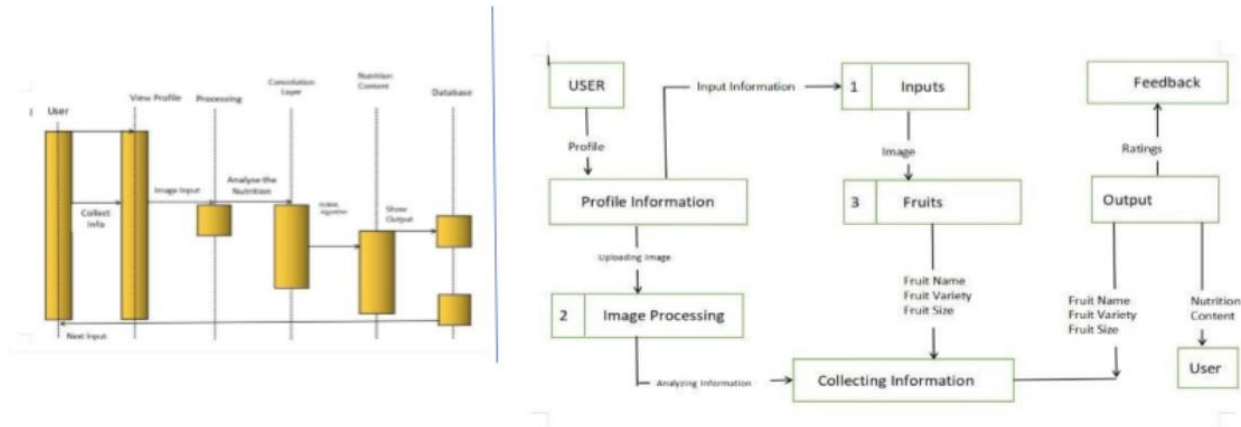 User
View Profile
Processing
Convolution
Layer
Nutrition
Content
Database
Collect
Info
Image Input
Analyse the
Nutrition
Algorithm
Show
Output
Next Input
USER
Profile
Input Information
1 Inputs
Image
Profile Information
3 Fruits
Uploading Image
2 Image Processing
Fruit Name
Fruit Variety
Fruit Size
Analyzing Information
Collecting Information
Feedback
Ratings
Output
Fruit Name
Fruit Variety
Fruit Size
Nutrition
Content
User